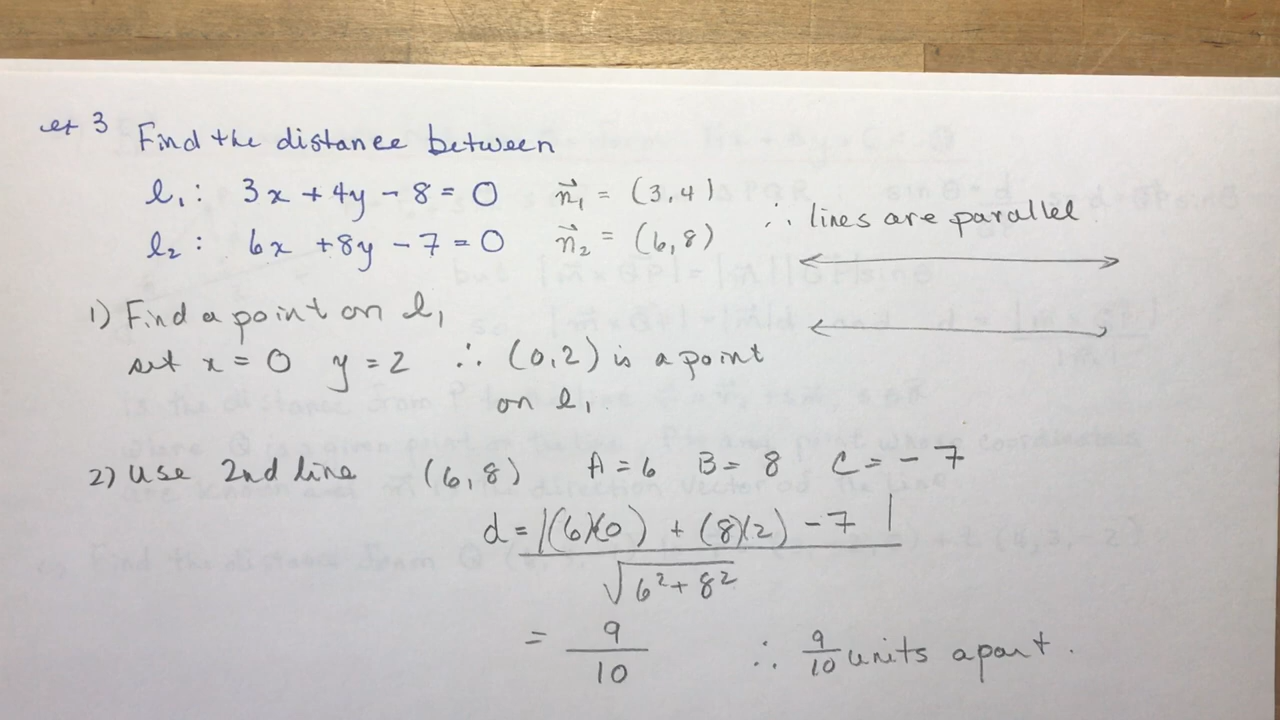 ex 3 Find the distance between
l₁: 3x + 4y - 8 = 0 n⃗₁ = (3,4)
∴ lines are parallel.
l₂: 6x + 8y - 7 = 0 n⃗₂ = (6,8)
1) Find a point on l₁
set x = 0 y = 2 ∴ (0,2) is a point
on l₁
2) Use 2nd line (6,8) A = 6 B = 8 C = - 7
d = |(6)(0) + (8)(2) - 7|
√6² + 8²
= 9/10 ∴ 9/10 units apart.